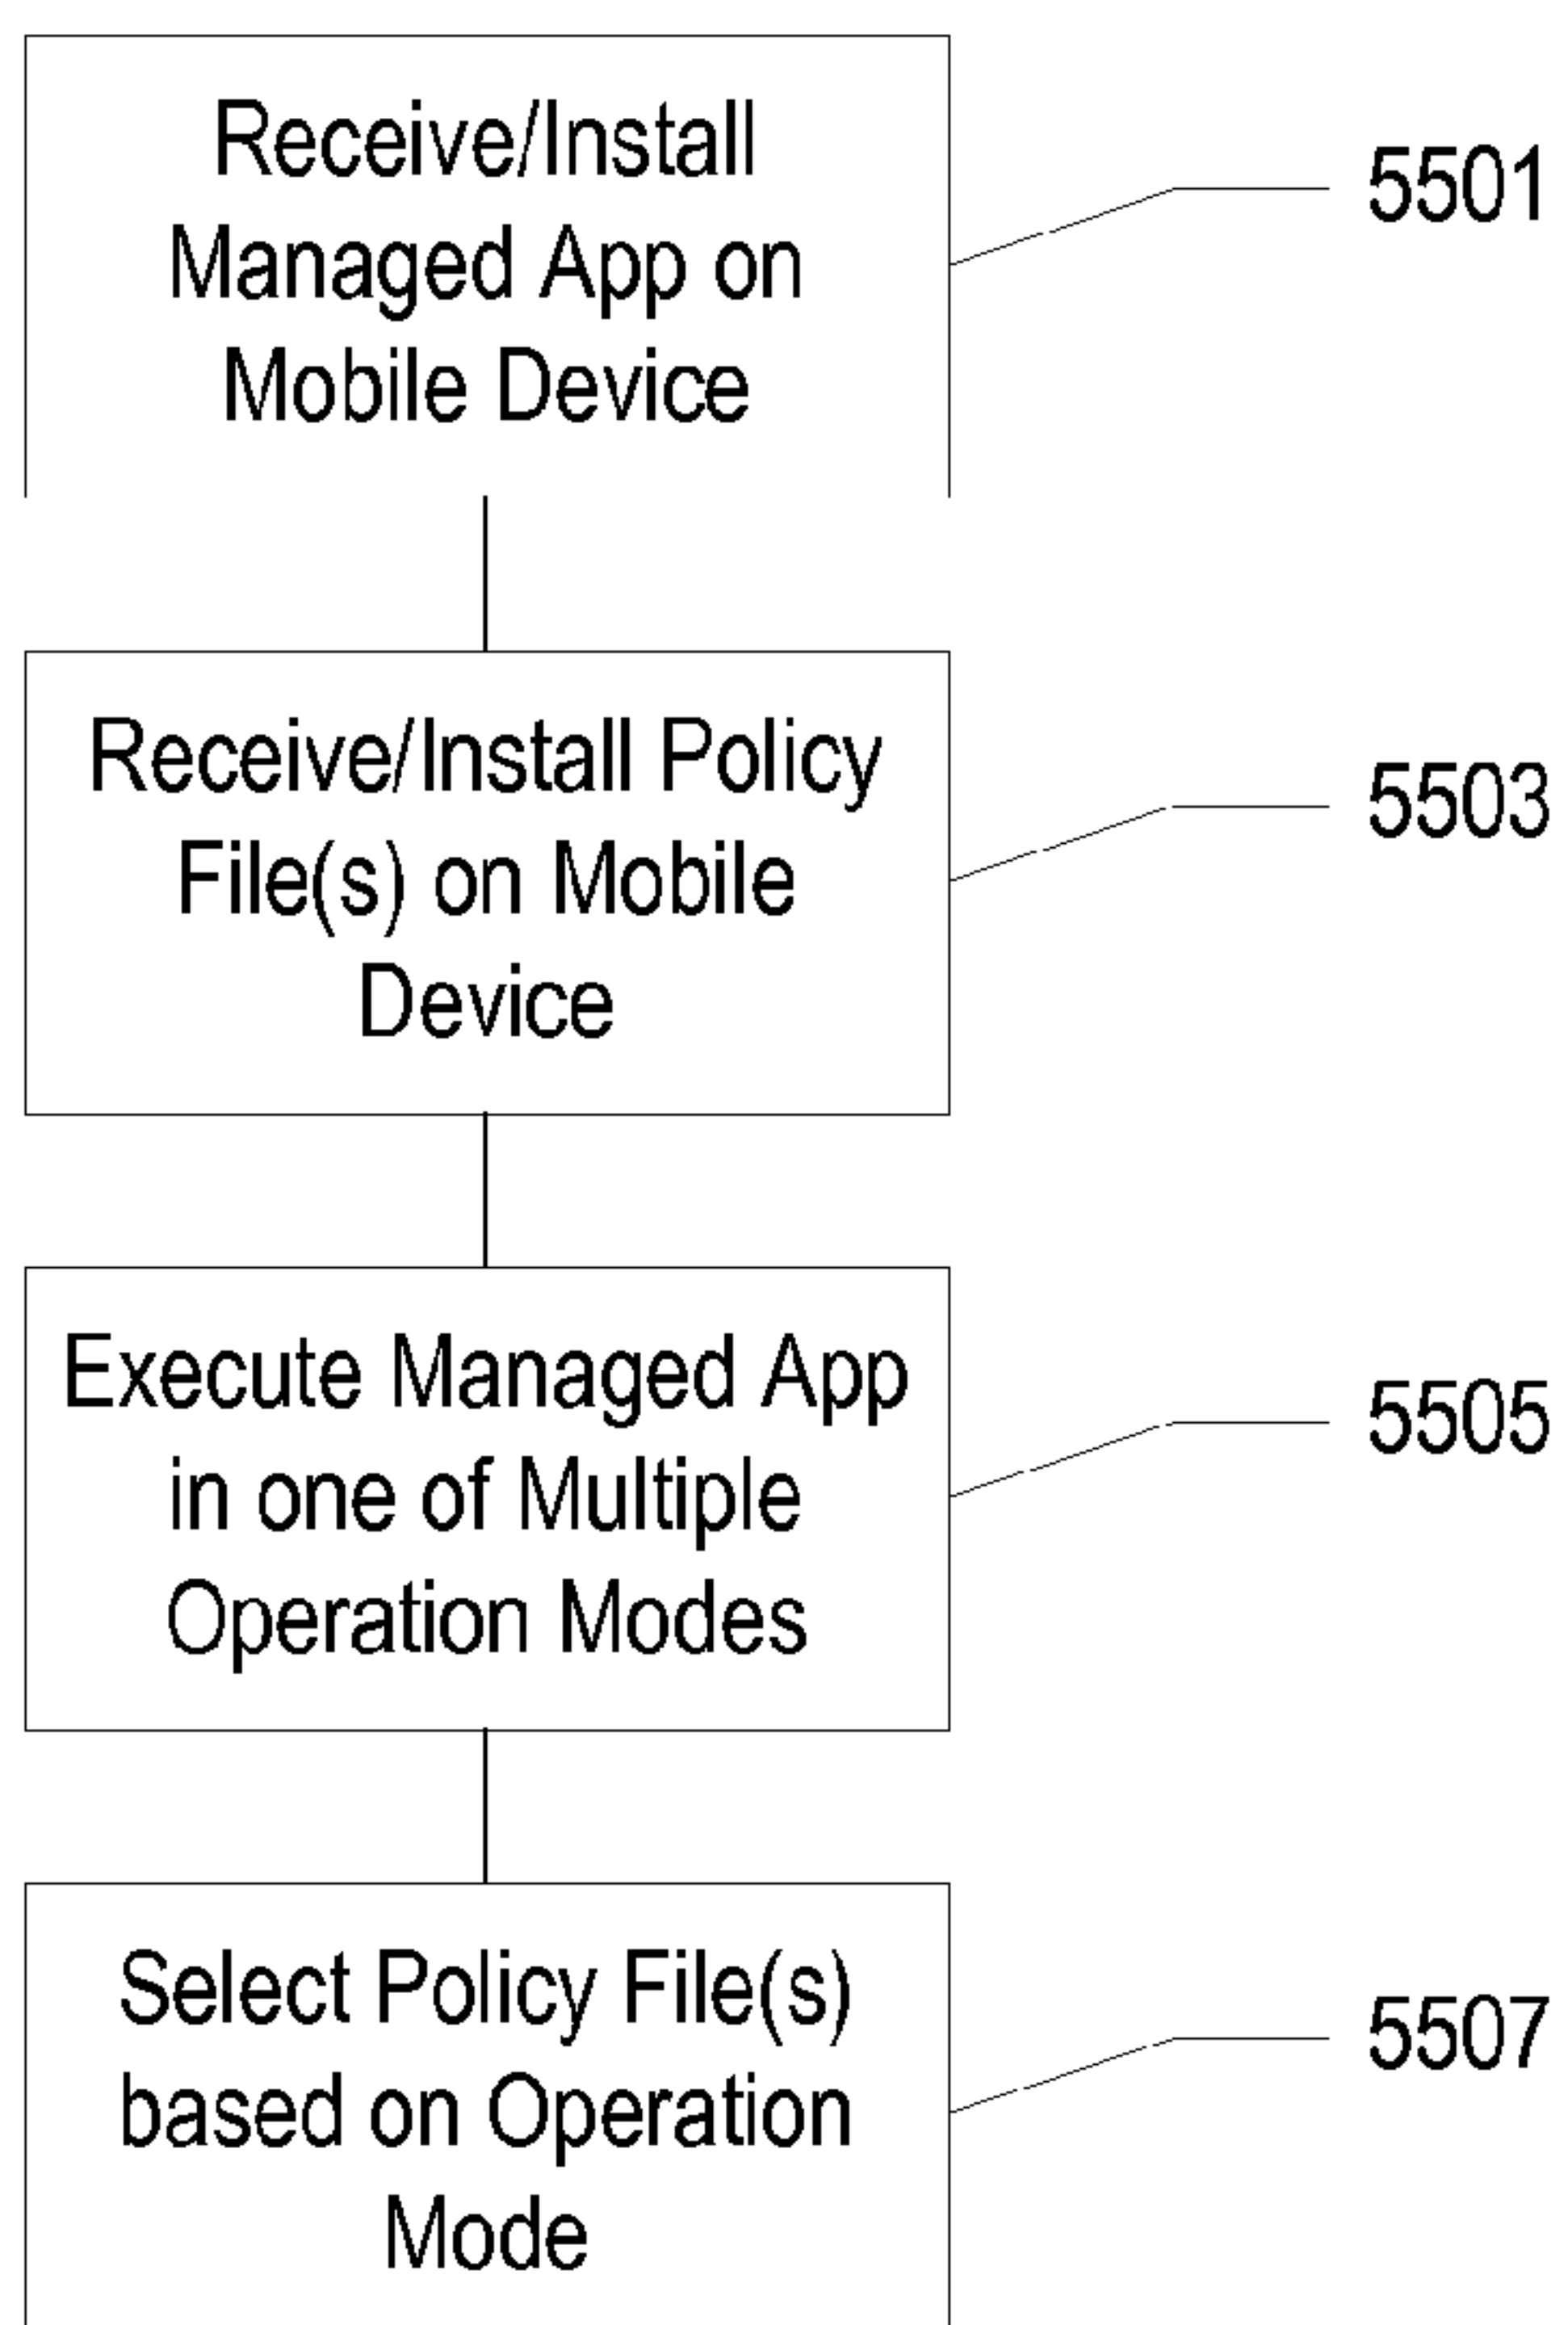 Receive/Install
Managed App on
Mobile Device
5501
Receive/Install Policy
File(s) on Mobile
Device
5503
Execute Managed App
in one of Multiple
Operation Modes
5505
Select Policy File(s)
based on Operation
Mode
5507